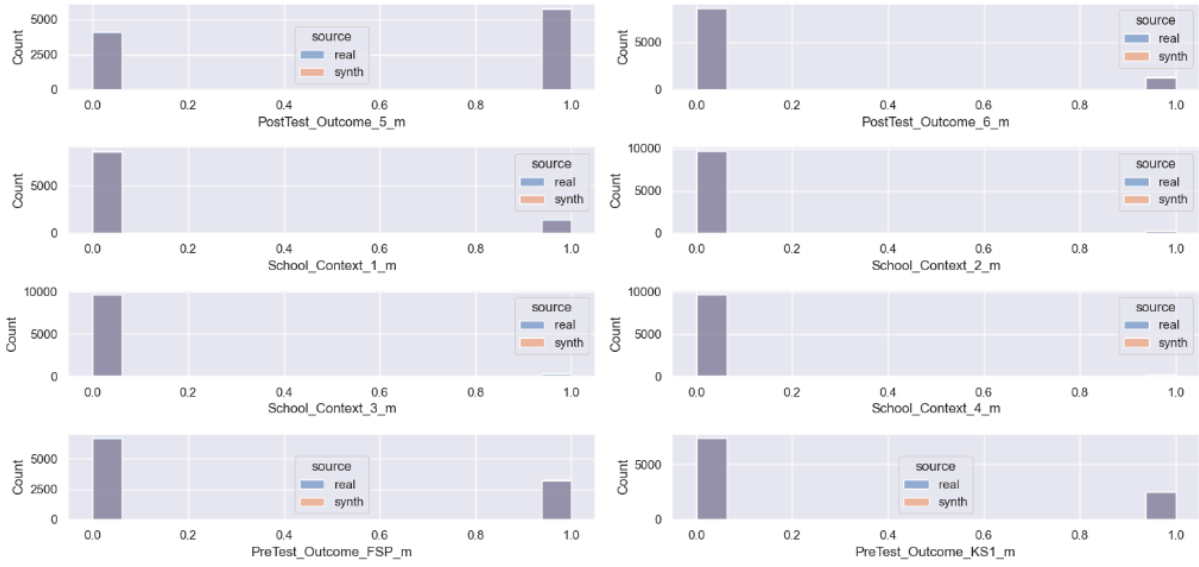 5000
2500
0
Count
source
real
synth
0.0 0.2 0.4 0.6 0.8 1.0
PostTest_Outcome_5_m
5000
0
Count
source
real
synth
0.0 0.2 0.4 0.6 0.8 1.0
PostTest_Outcome_6_m
5000
0
Count
source
real
synth
0.0 0.2 0.4 0.6 0.8 1.0
School_Context_1_m
10000
5000
0
Count
source
real
synth
0.0 0.2 0.4 0.6 0.8 1.0
School_Context_2_m
10000
5000
0
Count
source
real
synth
0.0 0.2 0.4 0.6 0.8 1.0
School_Context_3_m
10000
5000
0
Count
source
real
synth
0.0 0.2 0.4 0.6 0.8 1.0
School_Context_4_m
5000
2500
0
Count
source
real
synth
0.0 0.2 0.4 0.6 0.8 1.0
PreTest_Outcome_FSP_m
5000
0
Count
source
real
synth
0.0 0.2 0.4 0.6 0.8 1.0
PreTest_Outcome_KS1_m